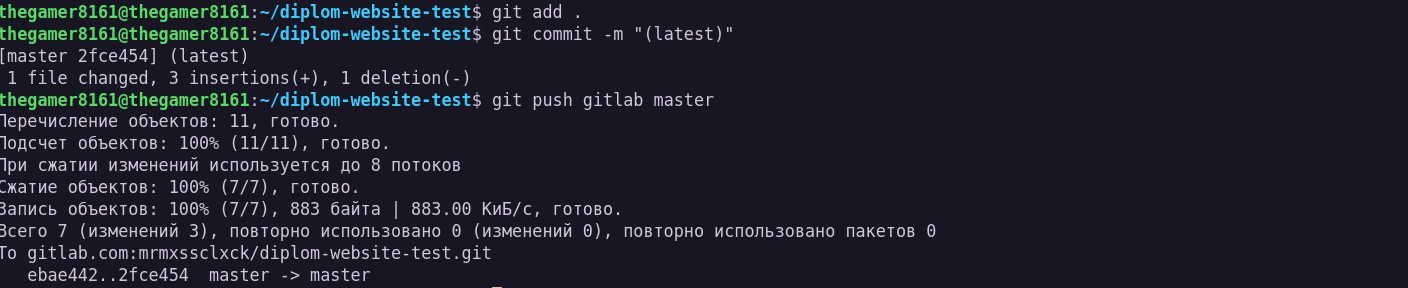 thegamer8161@thegamer8161:~/diplom-website-test$ git add .
thegamer8161@thegamer8161:~/diplom-website-test$ git commit -m "(latest)"
[master 2fce454] (latest)
 1 file changed, 3 insertions(+), 1 deletion(-)
thegamer8161@thegamer8161:~/diplom-website-test$ git push gitlab master
Перечисление объектов: 11, готово.
Подсчет объектов: 100% (11/11), готово.
При сжатии изменений используется до 8 потоков
Сжатие объектов: 100% (7/7), готово.
Запись объектов: 100% (7/7), 883 байта | 883.00 КиБ/с, готово.
Всего 7 (изменений 3), повторно использовано 0 (изменений 0), повторно использовано пакетов 0
To gitlab.com:mrmxssclxck/diplom-website-test.git
   ebae442..2fce454  master -> master